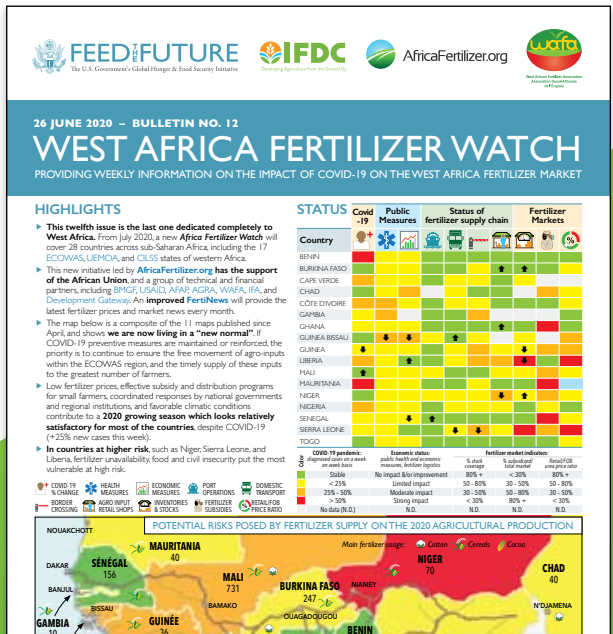 FEED THE FUTURE
The U.S. Government's Global Hunger & Food Security Initiative
IFDC
Developing Agriculture from the Ground Up
AfricaFertilizer.org
wafa
West African Fertilizer Association
26 JUNE 2020 – BULLETIN NO. 12
WEST AFRICA FERTILIZER WATCH
PROVIDING WEEKLY INFORMATION ON THE IMPACT OF COVID-19 ON THE WEST AFRICA FERTILIZER MARKET
HIGHLIGHTS
This twelfth issue is the last one dedicated completely to
West Africa. From July 2020, a new Africa Fertilizer Watch will
cover 28 countries across sub-Saharan Africa, including the 17
ECOWAS, UEMOA, and CILSS states of western Africa.
This new initiative led by AfricaFertilizer.org has the support
of the African Union, and a group of technical and financial
partners, including BMGF, USAID, AFAP, AGRA, WAFA, IFA, and
Development Gateway. An improved FertiNews will provide the
latest fertilizer prices and market news every month.
The map below is a composite of the 11 maps published since
April, and shows we are now living in a "new normal". If
COVID-19 preventive measures are maintained or reinforced, the
priority is to continue to ensure the free movement of agro-inputs
within the ECOWAS region, and the timely supply of these inputs
to the greatest number of farmers.
Low fertilizer prices, effective subsidy and distribution programs
for small farmers, coordinated responses by national governments
and regional institutions, and favorable climatic conditions
contribute to a 2020 growing season which looks relatively
satisfactory for most of the countries, despite COVID-19
(+25% new cases this week).
In countries at higher risk, such as Niger, Sierra Leone, and
Liberia, fertilizer unavailability, food and civil insecurity put the most
vulnerable at high risk.
COVID-19 % CHANGE
HEALTH MEASURES
ECONOMIC MEASURES
PORT OPERATIONS
DOMESTIC TRANSPORT
BORDER CROSSING
AGRO INPUT RETAIL SHOPS
INVENTORIES & STOCKS
FERTILIZER SUBSIDIES
RETAIL/FOB PRICE RATIO
STATUS
Covid -19
Public Measures
Status of fertilizer supply chain
Fertilizer Markets
Country
BENIN
BURKINA FASO
CAPE VERDE
CHAD
CÔTE D'IVOIRE
GAMBIA
GHANA
GUINEA BISSAU
GUINEA
LIBERIA
MALI
MAURITANIA
NIGER
NIGERIA
SENEGAL
SIERRA LEONE
TOGO
Color
COVID-19 pandemic: diagnosed cases on a week-on-week basis
Economic status: public health and economic measures, fertilizer logistics
Fertilizer market indicators:
% stock coverage
% subsidized/ total market
Retail/FOB urea price ratio
Stable No impact &/or improvement 80% + < 30% 80% +
< 25% Limited impact 50 - 80% 30 - 50% 50 - 80%
25% - 50% Moderate impact 30 - 50% 50 - 80% 30 - 50%
> 50% Strong impact < 30% 80% + < 30%
No data (N.D.) N.D. N.D. N.D. N.D.
POTENTIAL RISKS POSED BY FERTILIZER SUPPLY ON THE 2020 AGRICULTURAL PRODUCTION
Main fertilizer usage: Cotton Cereals Cocoa
NOUAKCHOTT
MAURITANIA
40
DAKAR
SÉNÉGAL
156
BANJUL
GAMBIA
BISSAU
GUINÉE
MALI
731
BAMAKO
BURKINA FASO
247
OUAGADOUGOU
NIAMEY
NIGER
70
CHAD
40
N'DJAMENA
BENIN